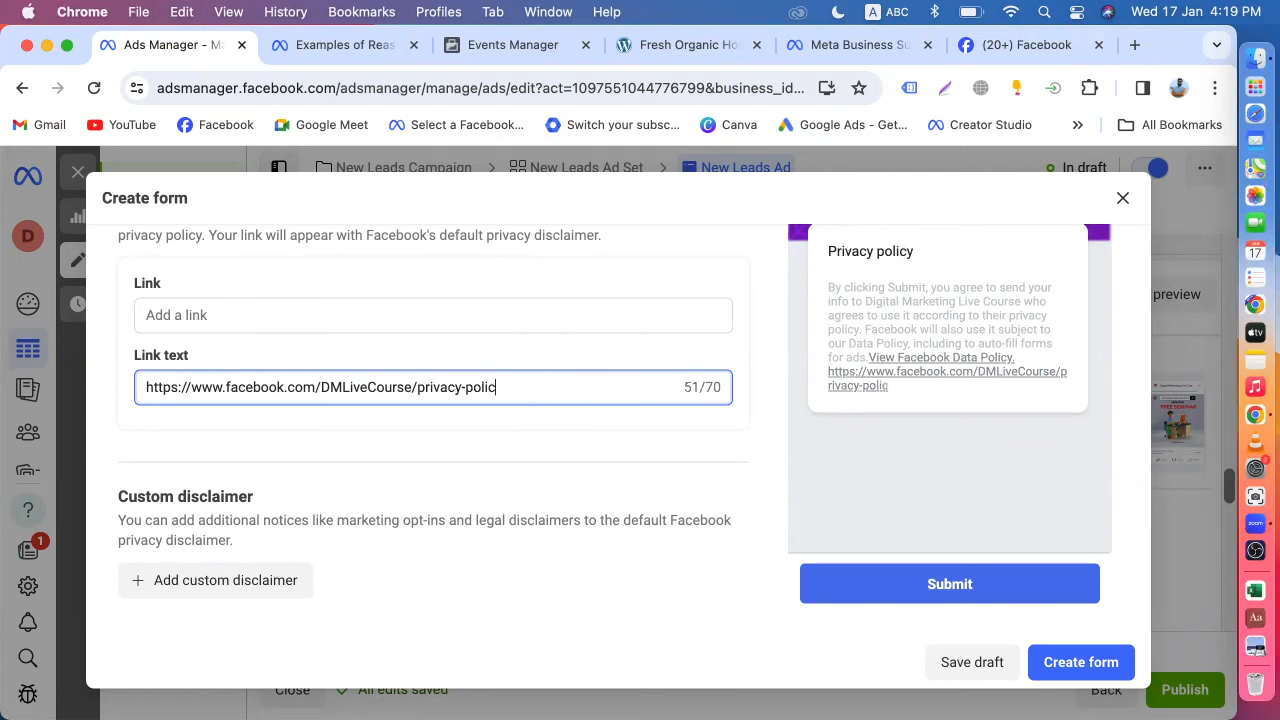 Chrome File Edit View History Bookmarks Profiles Tab Window Help A ABC Wed 17 Jan 4:19 PM
Ads Manager - M Examples of Reas Events Manager Fresh Organic Ho Meta Business Su (20+) Facebook
adsmanager.facebook.com/adsmanager/manage/ads/edit?act=1097551044776799&business_id...
Gmail YouTube Facebook Google Meet Select a Facebook... Switch your subsc... Canva Google Ads - Get... Creator Studio » All Bookmarks
New Leads Campaign New Leads Ad Set New Leads Ad In draft
Create form
privacy policy. Your link will appear with Facebook's default privacy disclaimer.
Link
Add a link
Link text
https://www.facebook.com/DMLiveCourse/privacy-polic 51/70
Custom disclaimer
You can add additional notices like marketing opt-ins and legal disclaimers to the default Facebook
privacy disclaimer.
+ Add custom disclaimer
Privacy policy
By clicking Submit, you agree to send your
info to Digital Marketing Live Course who
agrees to use it according to their privacy
policy. Facebook will also use it subject to
our Data Policy, including to auto-fill forms
for ads.View Facebook Data Policy.
https://www.facebook.com/DMLiveCourse/p
rivacy-polic
Submit
Save draft Create form
Close All edits saved Back Publish
preview
D
1
JAN
17
tv
zoom
Aa
FREE SEMINAR